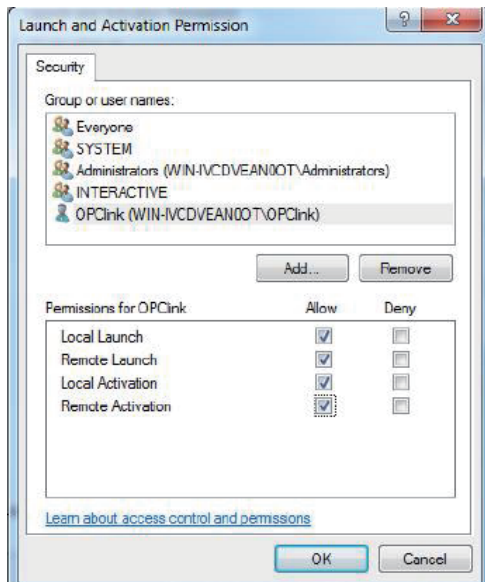 Launch and Activation Permission
Security
Group or user names:
Everyone
SYSTEM
Administrators (WIN-IVCDVEAN0OT\Administrators)
INTERACTIVE
OPClink (WIN-IVCDVEAN0OT\OPClink)
Add... Remove
Permissions for OPClink Allow Deny
Local Launch
Remote Launch
Local Activation
Remote Activation
Learn about access control and permissions
OK Cancel